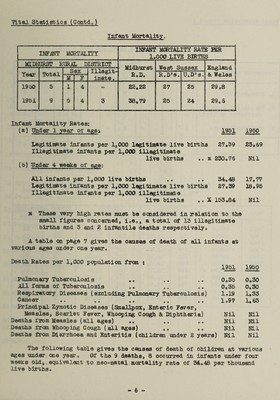 Vital Statistics (Contd.)
Infant Mortality.
INFANT MORTALITY
INFANT MORTALITY RATE PER 1,000 LIVE BIRTHS
MIDHURST RURAL DISTRICT
Midhurst R.D.
West Sussex
England & Wales
Year Total Sex Illegit- imate.
M F
R.D's. U.D's.
1950 5 1 4 - 22,22 27 25 29.8
1951 9 5 4 3 38,79 25 24 29.6
Infant Mortality Rates:
(a) Under 1 year of age: 1951 1950
Legitimate infants per 1,000 legitimate live births 27,39
Illegitimate infants per 1,000 illegitimate
live births .. x 230,76 Nil
(b) Under 4 weeks of age:
All infants per 1,000 live births .. .. 34,48 17,77
Legitimate infants per 1,000 legitimate live births 27,39 18,95
Illegitimate infants per 1,000 illegitimate
live births .. x 153,84 Nil
x These very high rates must be considered in relation to the
small figures concerned, i.e., a total of 13 illegitimate
births and 3 and 2 infantile deaths respectively.
A table on page 7 gives the causes of death of all infants at
various ages under one year.
Death Rates per 1,000 population from :
1951 1950
Pulmonary Tuberculosis .. .. .. 0,35 0,30
All forms of Tuberculosis .. .. .. 0,35 0,30
Respiratory Diseases (excluding Pulmonary Tuberculosis) 1,19
Cancer .. .. .. 1,97
Principal Zymotic Diseases (Smallpox, Enteric Fever,
Measles, Scarlet Fever, Whooping Cough & Diphtheria) Nil Nil
Deaths from Measles (all ages) .. .. .. Nil Nil
Deaths from Whooping Cough (all ages) .. .. Nil Nil
Deaths from Diarrhoea and Enteritis (children under 2 years) Nil Nil
The following table gives the causes of death of children at various
ages under one year. Of the 9 deaths, 8 occurred in infants under four
weeks old, equivalent to neo-natal mortality rate of 34.48 per thousand
live births.
- 6 -